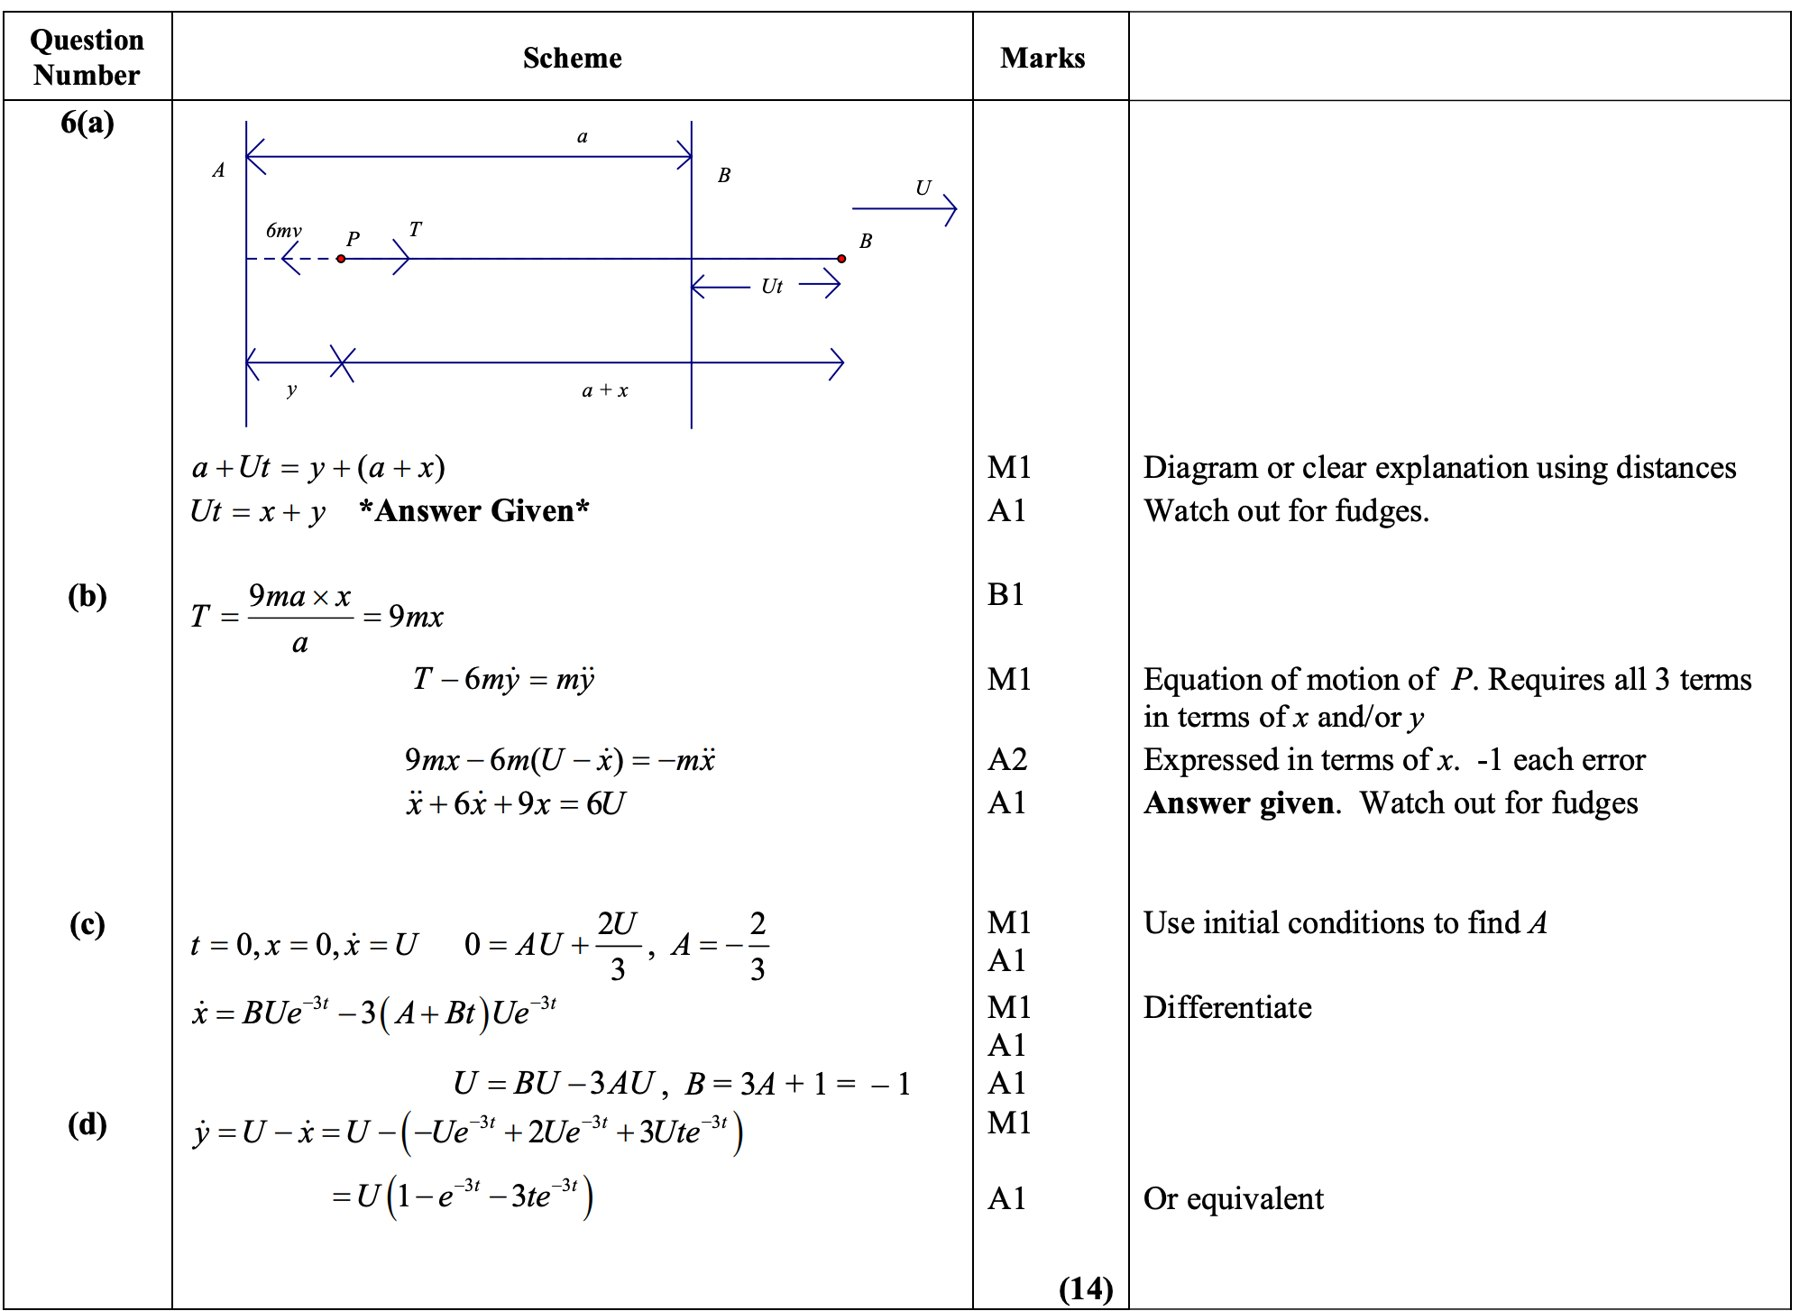 Question Number Scheme Marks
6(a)
a
A
B
U
6mv P T
B
Ut
y
a + x
a + Ut = y + (a + x) M1 Diagram or clear explanation using distances
Ut = x + y *Answer Given* A1 Watch out for fudges.
(b) T = \frac{9ma × x}{a} = 9mx B1
T − 6mẏ = mÿ M1 Equation of motion of P. Requires all 3 terms
in terms of x and/or y
9mx − 6m(U − ẋ) = −mẍ A2 Expressed in terms of x. -1 each error
ẍ + 6ẋ + 9x = 6U A1 Answer given. Watch out for fudges
(c) t = 0, x = 0, ẋ = U 0 = AU + \frac{2U}{3}, A = −\frac{2}{3} M1 Use initial conditions to find A
A1
ẋ = BUe^{−3t} − 3(A + Bt)Ue^{−3t} M1 Differentiate
A1
U = BU − 3AU, B = 3A + 1 = − 1 A1
(d) ẏ = U − ẋ = U − (−Ue^{−3t} + 2Ue^{−3t} + 3Ute^{−3t}) M1
= U(1 − e^{−3t} − 3te^{−3t}) A1 Or equivalent
(14)